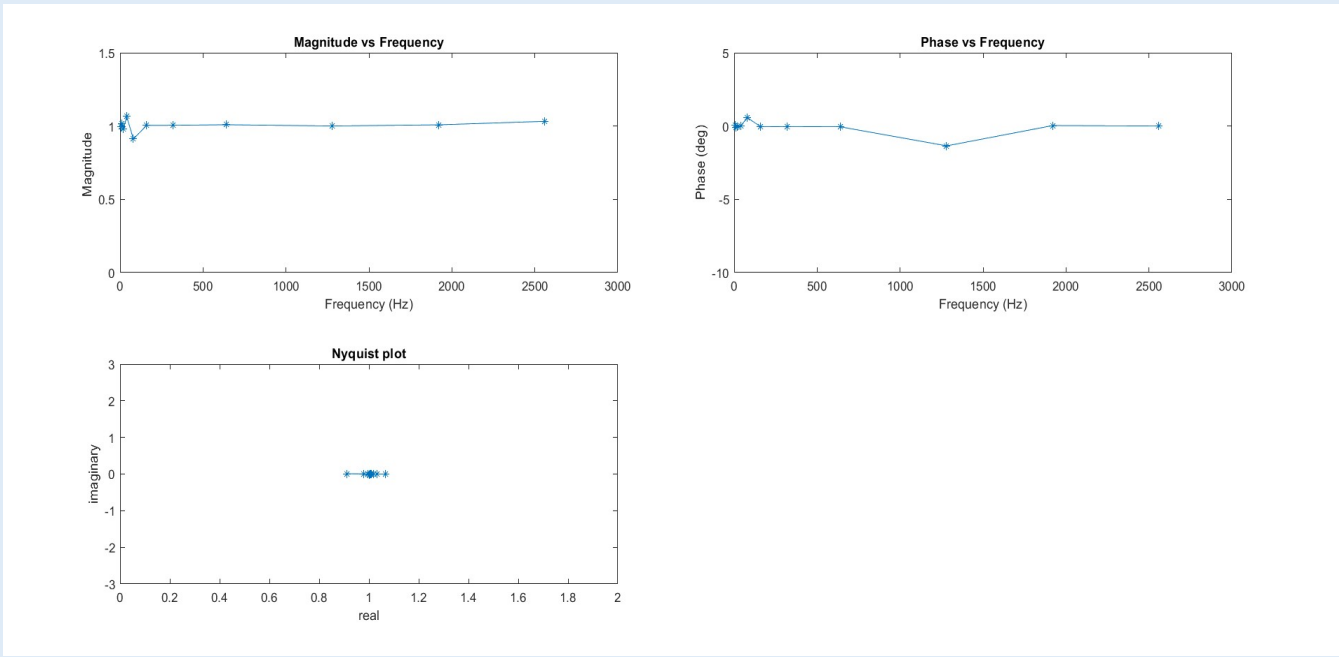 Magnitude vs Frequency
1.5
1
0.5
0
Magnitude
0 500 1000 1500 2000 2500 3000
Frequency (Hz)
Phase vs Frequency
5
0
-5
-10
Phase (deg)
0 500 1000 1500 2000 2500 3000
Frequency (Hz)
Nyquist plot
3
2
1
0
-1
-2
-3
imaginary
0 0.2 0.4 0.6 0.8 1 1.2 1.4 1.6 1.8 2
real